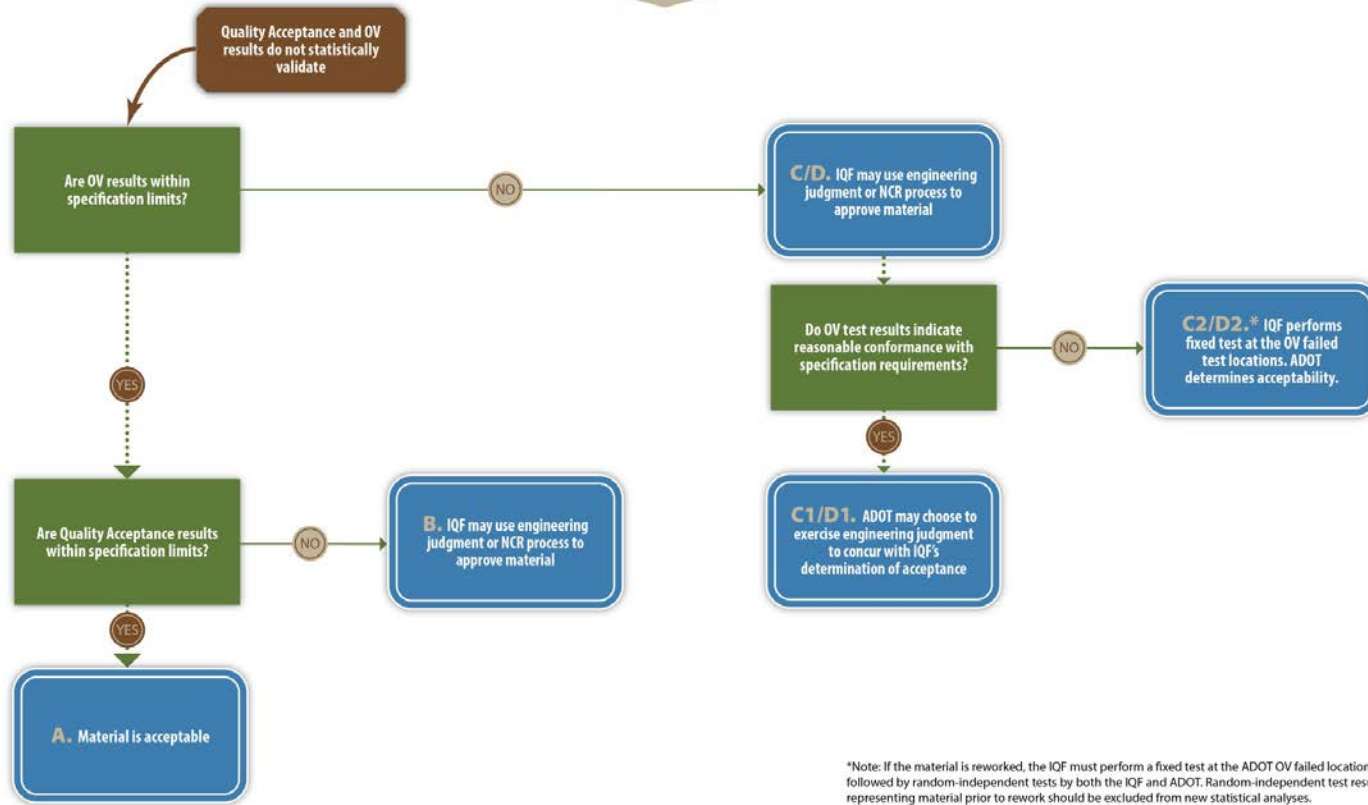 Quality Acceptance and OV
results do not statistically
validate
Are OV results within
specification limits?
NO
C/D. IQF may use engineering
judgment or NCR process to
approve material
Do OV test results indicate
reasonable conformance with
specification requirements?
NO
C2/D2.* IQF performs
fixed test at the OV failed
test locations. ADOT
determines acceptability.
YES
YES
Are Quality Acceptance results
within specification limits?
NO
B. IQF may use engineering
judgment or NCR process to
approve material
C1/D1. ADOT may choose to
exercise engineering judgment
to concur with IQF's
determination of acceptance
YES
A. Material is acceptable
*Note: If the material is reworked, the IQF must perform a fixed test at the ADOT OV failed location
followed by random-independent tests by both the IQF and ADOT. Random-independent test
representing material prior to rework should be excluded from new statistical analyses.